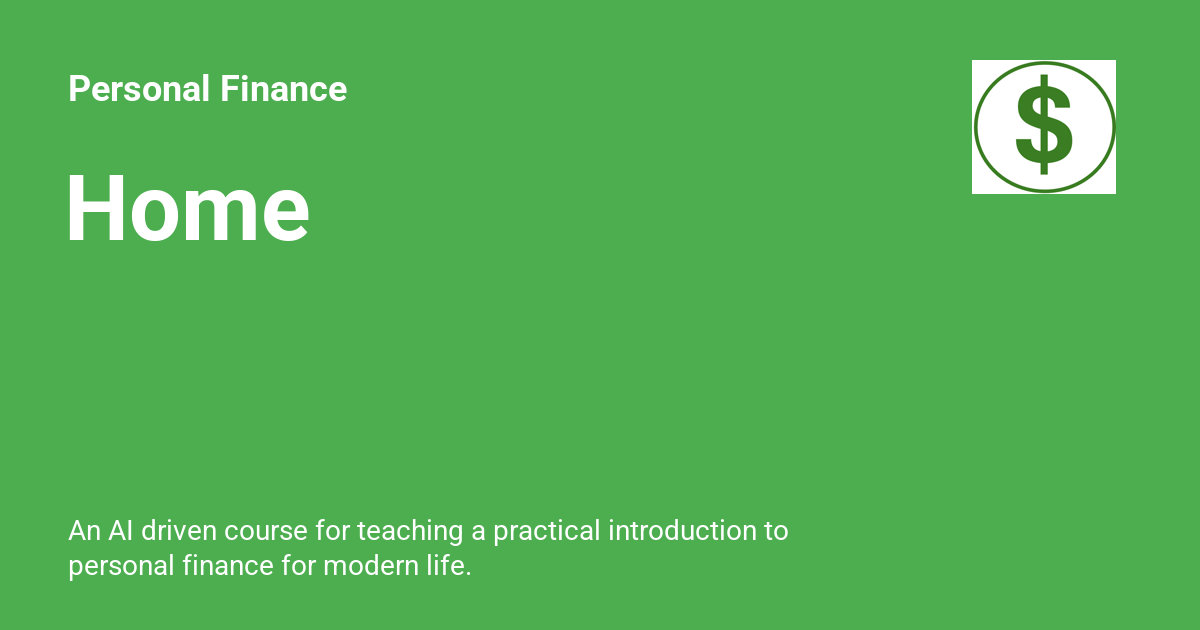 Personal Finance
$
Home
An AI driven course for teaching a practical introduction to
personal finance for modern life.